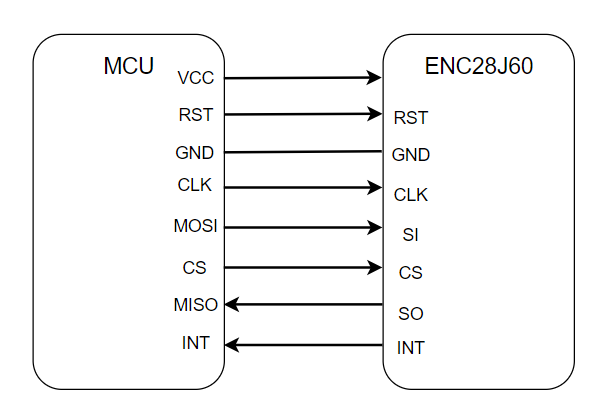 MCU
VCC
RST
GND
CLK
MOSI
CS
MISO
INT
ENC28J60
RST
GND
CLK
SI
CS
SO
INT